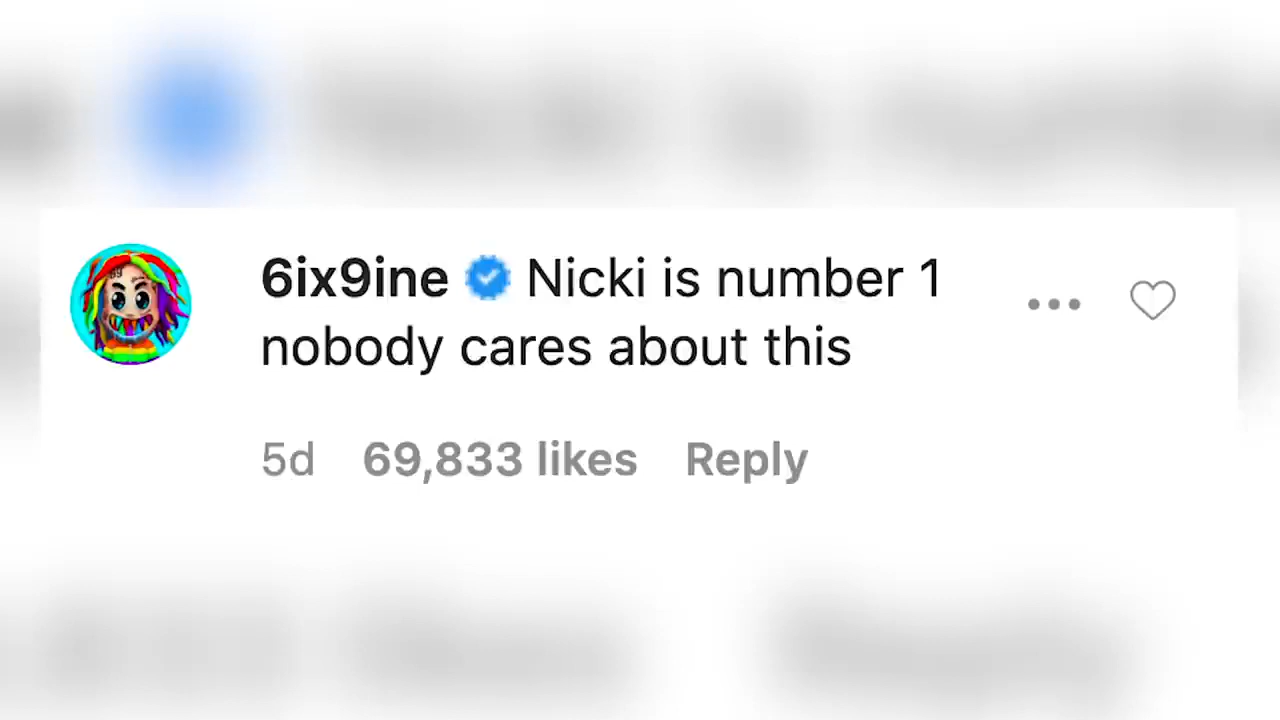 6ix9ine Nicki is number 1
nobody cares about this
5d 69,833 likes Reply